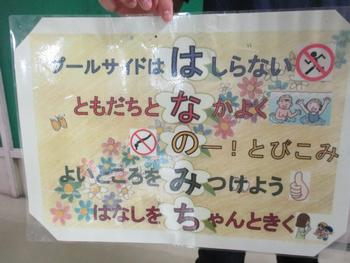 プールサイドははしらない
ともだちとなかよく
のー！とびこみ
よいところをみつけよう
はなしをちゃんときく